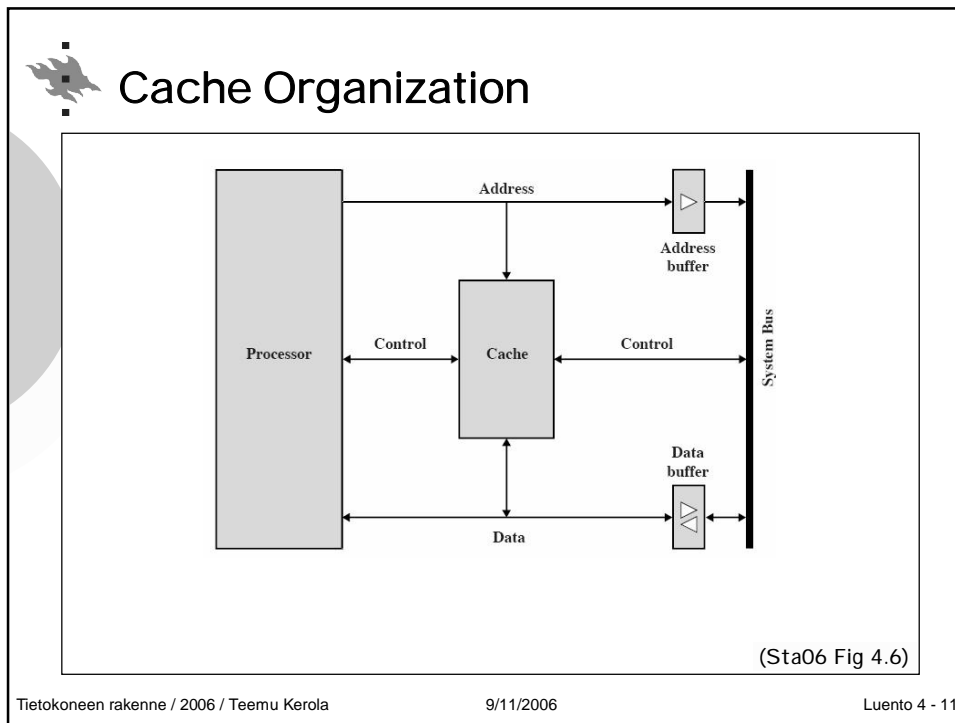 Cache Organization
Address
Address
buffer
Processor
Control
Cache
Control
System Bus
Data
buffer
Data
(Sta06 Fig 4.6)
Tietokoneen rakenne / 2006 / Teemu Kerola
9/11/2006
Luento 4 - 11